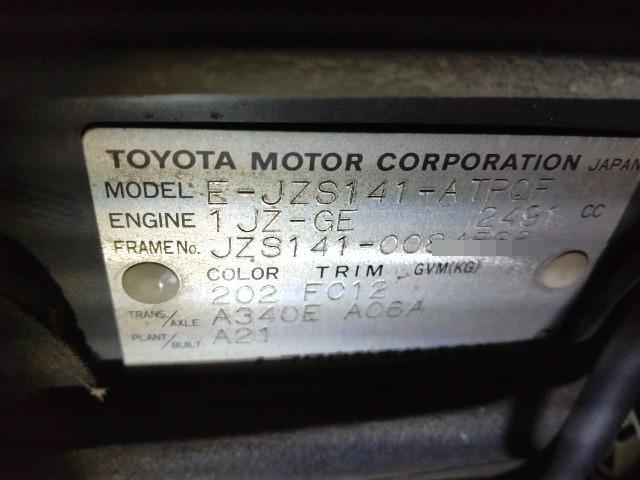 TOYOTA MOTOR CORPORATION JAPAN
MODEL E-JZS141-ATPQF
ENGINE 1JZ-GE 2491 CC
FRAME No. JZS141-00
COLOR TRIM GVM(KG)
202 FC12
TRANS./AXLE A340E A06A
PLANT/BUILT A21